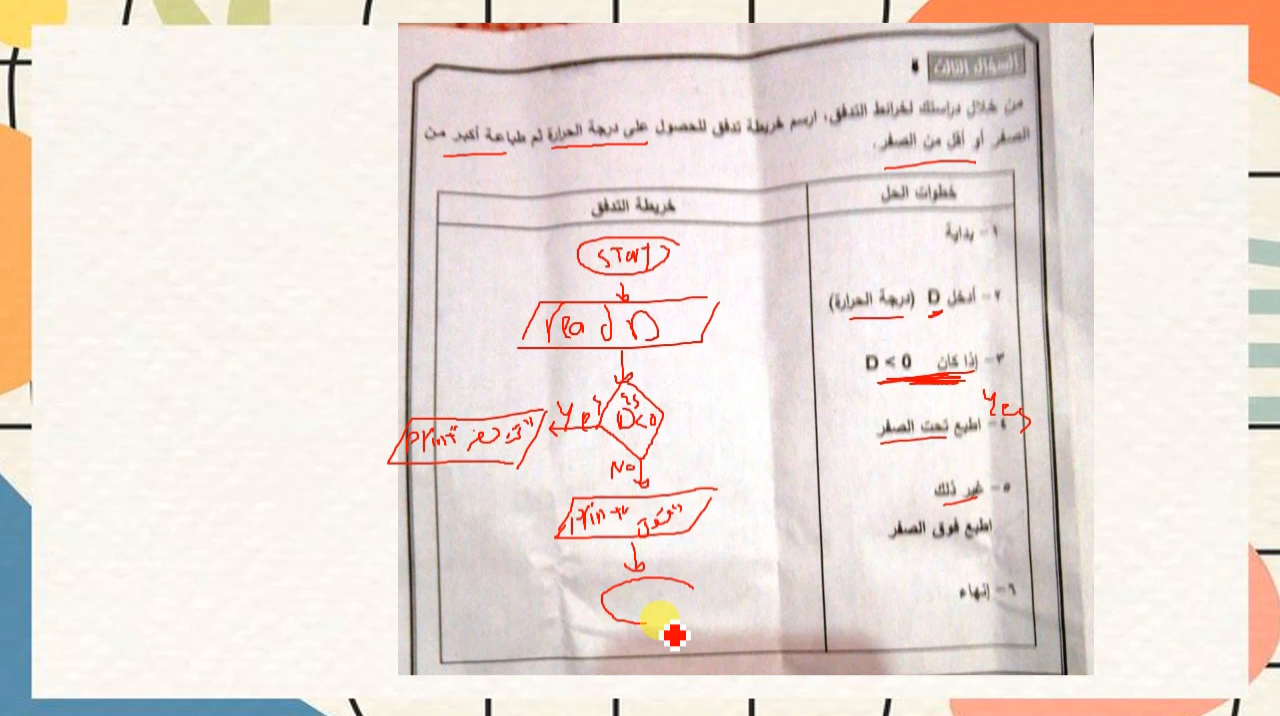 السؤال الثالث :
من خلال دراستك لخرائط التدفق، ارسم خريطة تدفق للحصول على درجة الحرارة ثم طباعة أكبر من
الصفر أو أقل من الصفر.
خطوات الحل
خريطة التدفق
١- بداية
START
٢- أدخل D (درجة الحرارة)
Read D
٣- إذا كان D < 0
is
D<0
Yes
Yes
٤- اطبع تحت الصفر
Print "تحت
No
٥- غير ذلك
اطبع فوق الصفر
Print "فوق
٦- إنهاء